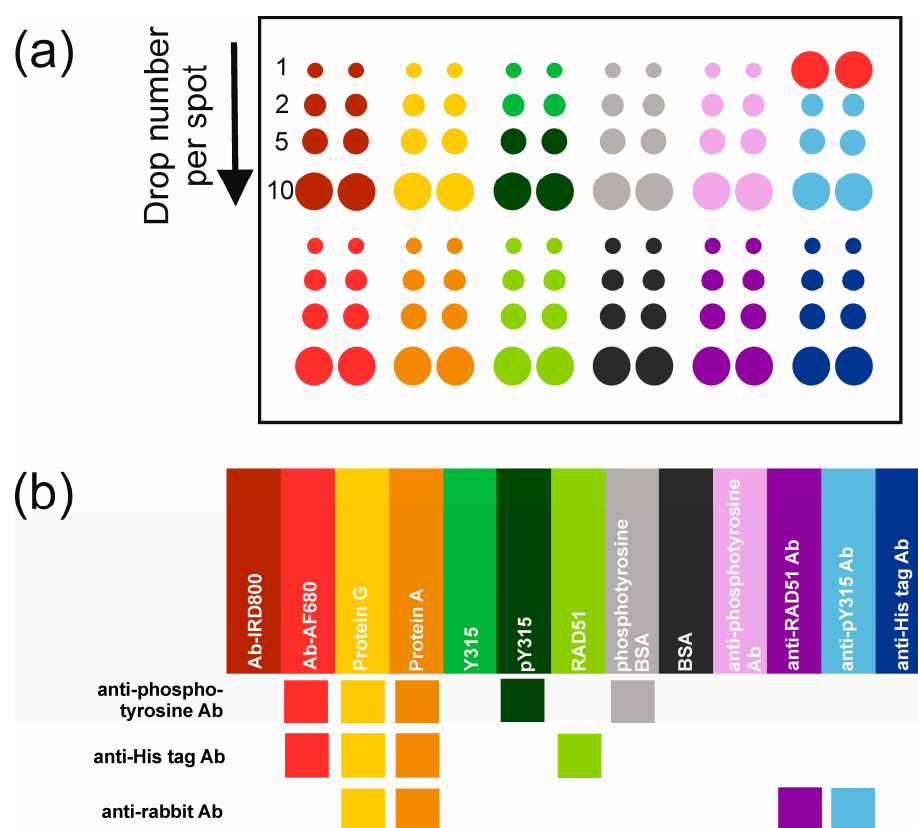 (a)
Drop number
per spot
1
2
5
10
(b)
Ab-IRD800
Ab-AF680
Protein G
Protein A
Y315
pY315
RAD51
phosphotyrosine
BSA
BSA
anti-phosphotyrosine
Ab
anti-RAD51 Ab
anti-pY315 Ab
anti-His tag Ab
anti-phospho-
tyrosine Ab
anti-His tag Ab
anti-rabbit Ab